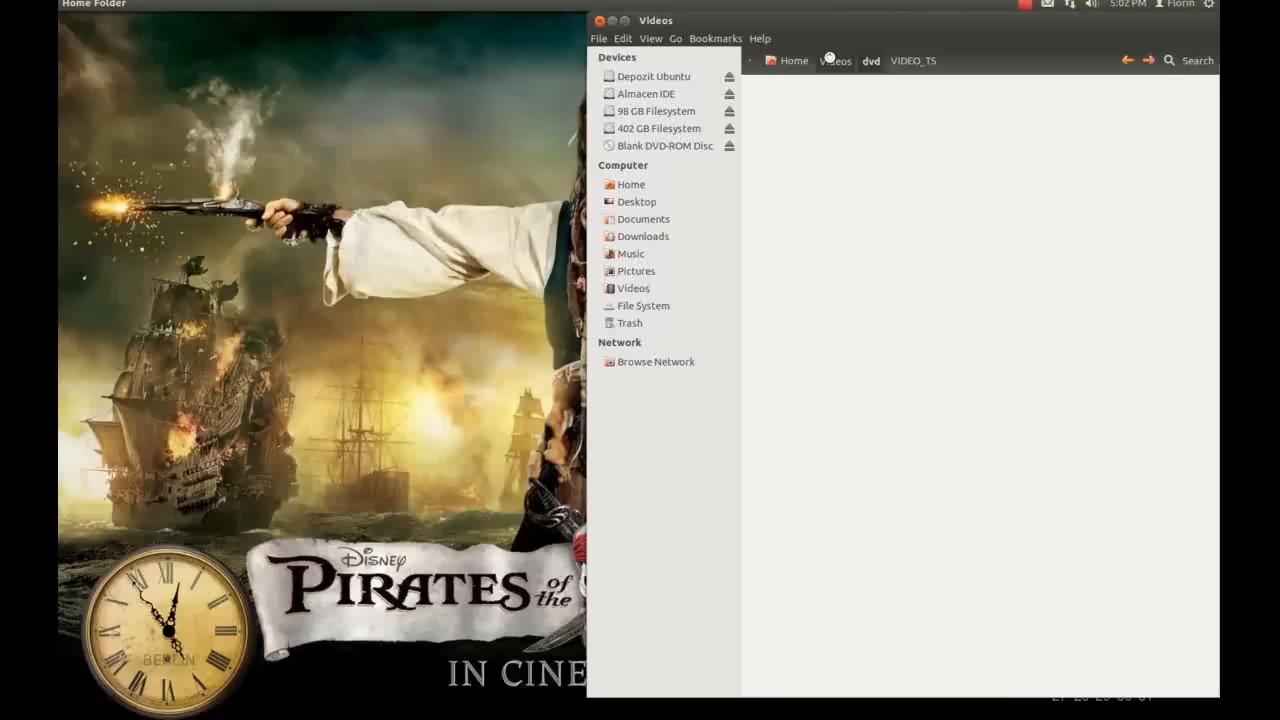 Home Folder
5:02 PM Florin
Videos
File Edit View Go Bookmarks Help
Home Videos dvd VIDEO_TS Search
Devices
Depozit Ubuntu
Almacen IDE
98 GB Filesystem
402 GB Filesystem
Blank DVD-ROM Disc
Computer
Home
Desktop
Documents
Downloads
Music
Pictures
Videos
File System
Trash
Network
Browse Network
DISNEY
PIRATES of the
IN CINE
BERLIN